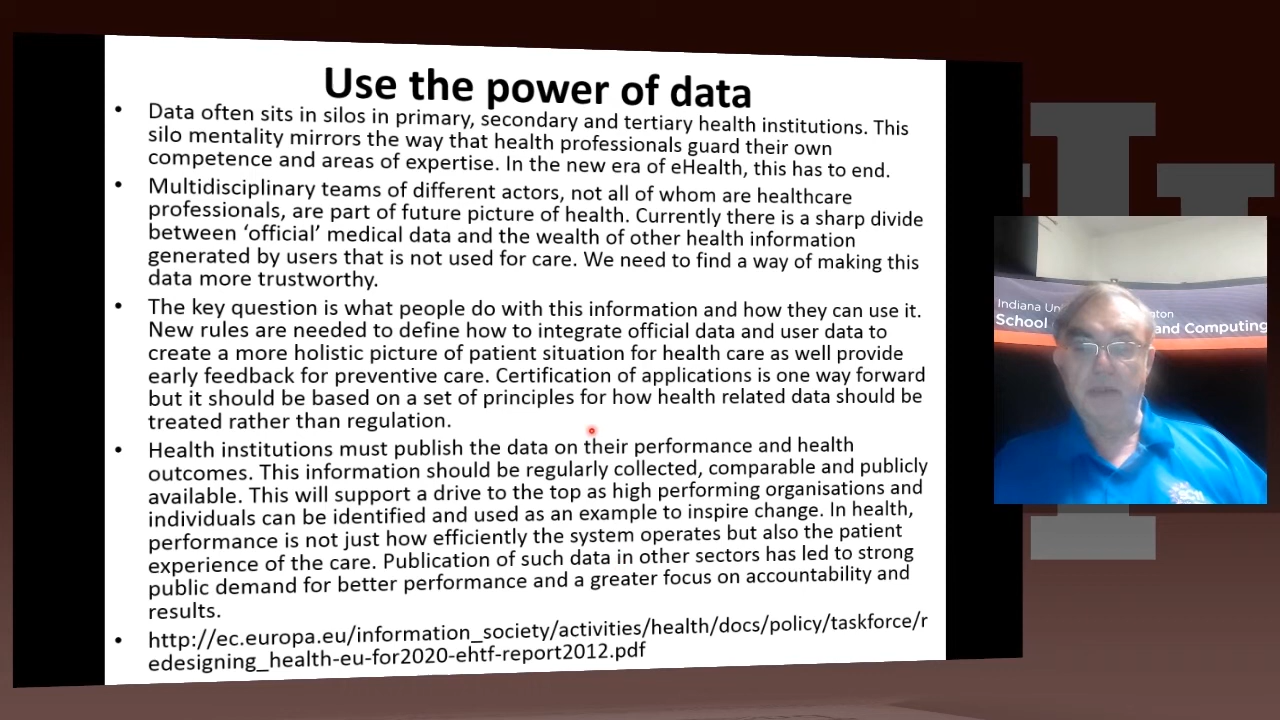 Use the power of data
• Data often sits in silos in primary, secondary and tertiary health institutions. This
silo mentality mirrors the way that health professionals guard their own
competence and areas of expertise. In the new era of eHealth, this has to end.
• Multidisciplinary teams of different actors, not all of whom are healthcare
professionals, are part of future picture of health. Currently there is a sharp divide
between ‘official’ medical data and the wealth of other health information
generated by users that is not used for care. We need to find a way of making this
data more trustworthy.
• The key question is what people do with this information and how they can use it.
New rules are needed to define how to integrate official data and user data to
create a more holistic picture of patient situation for health care as well provide
early feedback for preventive care. Certification of applications is one way forward
but it should be based on a set of principles for how health related data should be
treated rather than regulation.
• Health institutions must publish the data on their performance and health
outcomes. This information should be regularly collected, comparable and publicly
available. This will support a drive to the top as high performing organisations and
individuals can be identified and used as an example to inspire change. In health,
performance is not just how efficiently the system operates but also the patient
experience of the care. Publication of such data in other sectors has led to strong
public demand for better performance and a greater focus on accountability and
results.
• http://ec.europa.eu/information_society/activities/health/docs/policy/taskforce/r
edesigning_health-eu-for2020-ehtf-report2012.pdf
Indiana
School and Computing